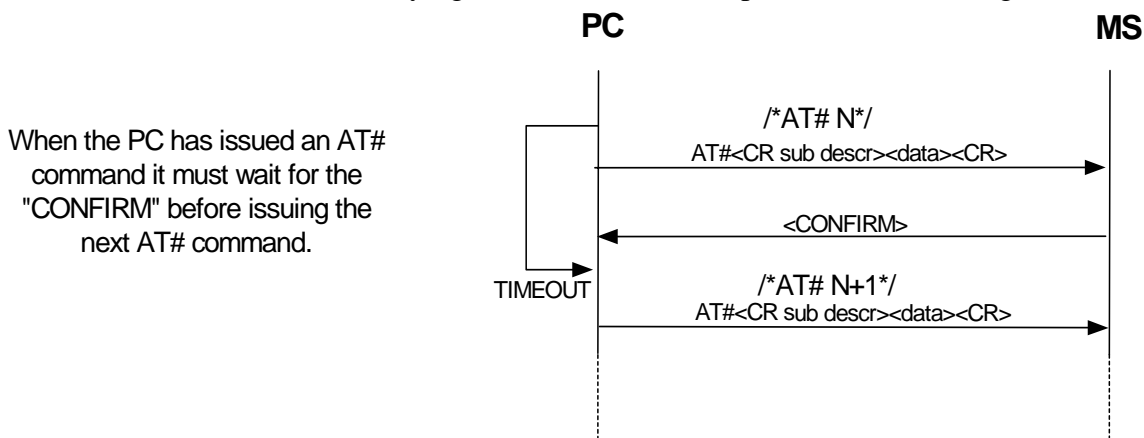 PC
MS
When the PC has issued an AT#
command it must wait for the
"CONFIRM" before issuing the
next AT# command.
/*AT# N*/
AT#<CR sub descr><data><CR>
<CONFIRM>
TIMEOUT
/*AT# N+1*/
AT#<CR sub descr><data><CR>